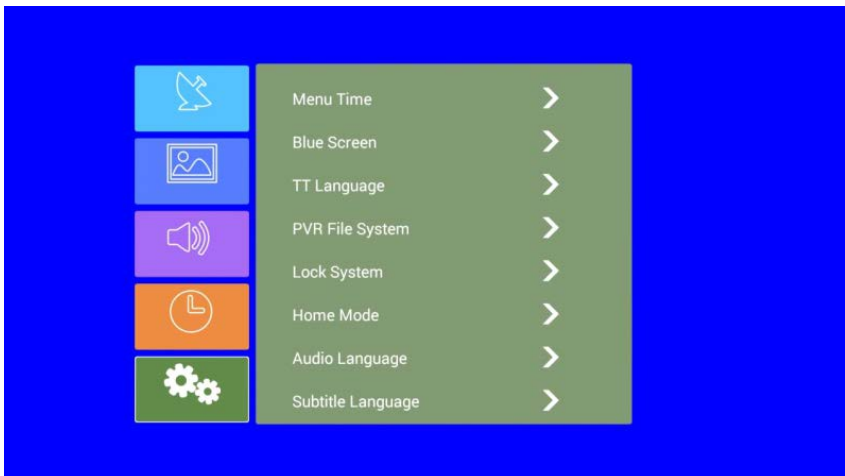 Menu Time
Blue Screen
TT Language
PVR File System
Lock System
Home Mode
Audio Language
Subtitle Language